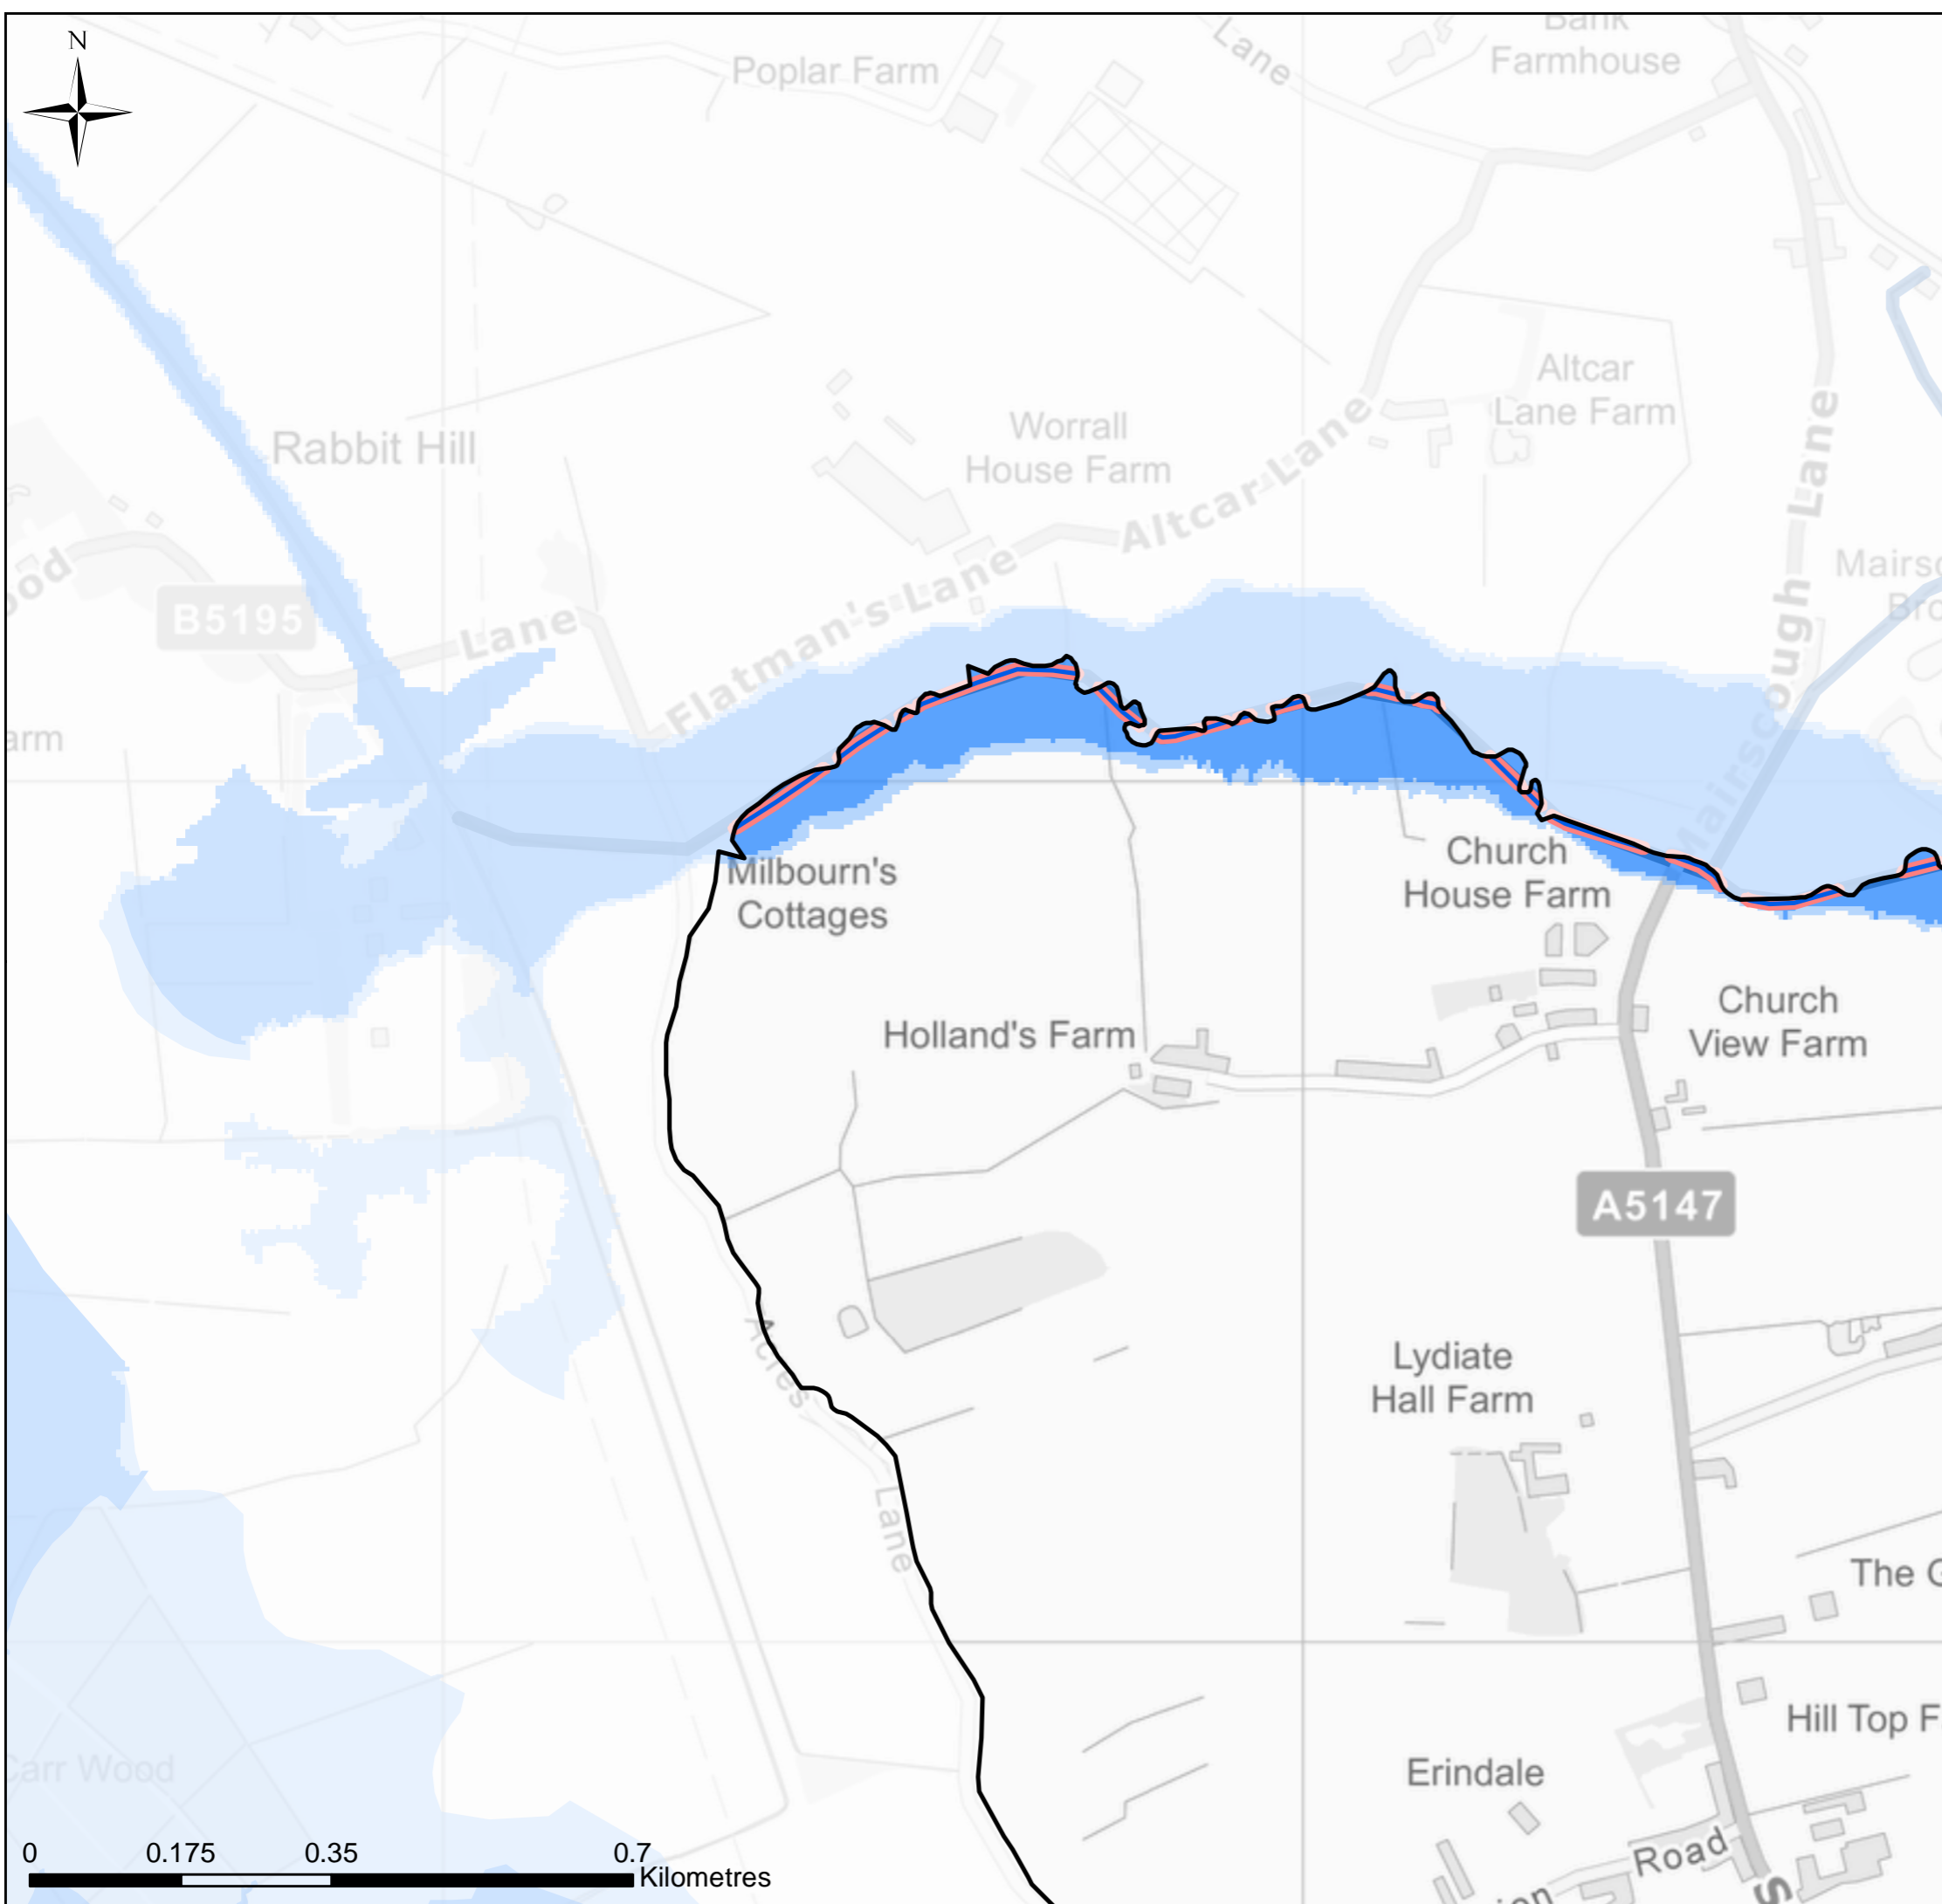 N
Bank
Farmhouse
Poplar Farm
Lane
Altcar
Lane Farm
Worrall
House Farm
Rabbit Hill
Altcar Lane
B5195
Lane
Flatman's Lane
Mairscough Lane
Milbourn's
Cottages
Church
House Farm
Church
View Farm
Holland's Farm
A5147
Acres Lane
Lydiate
Hall Farm
The
Hill Top
Carr Wood
Erindale
Road
0 0.175 0.35 0.7
Kilometres